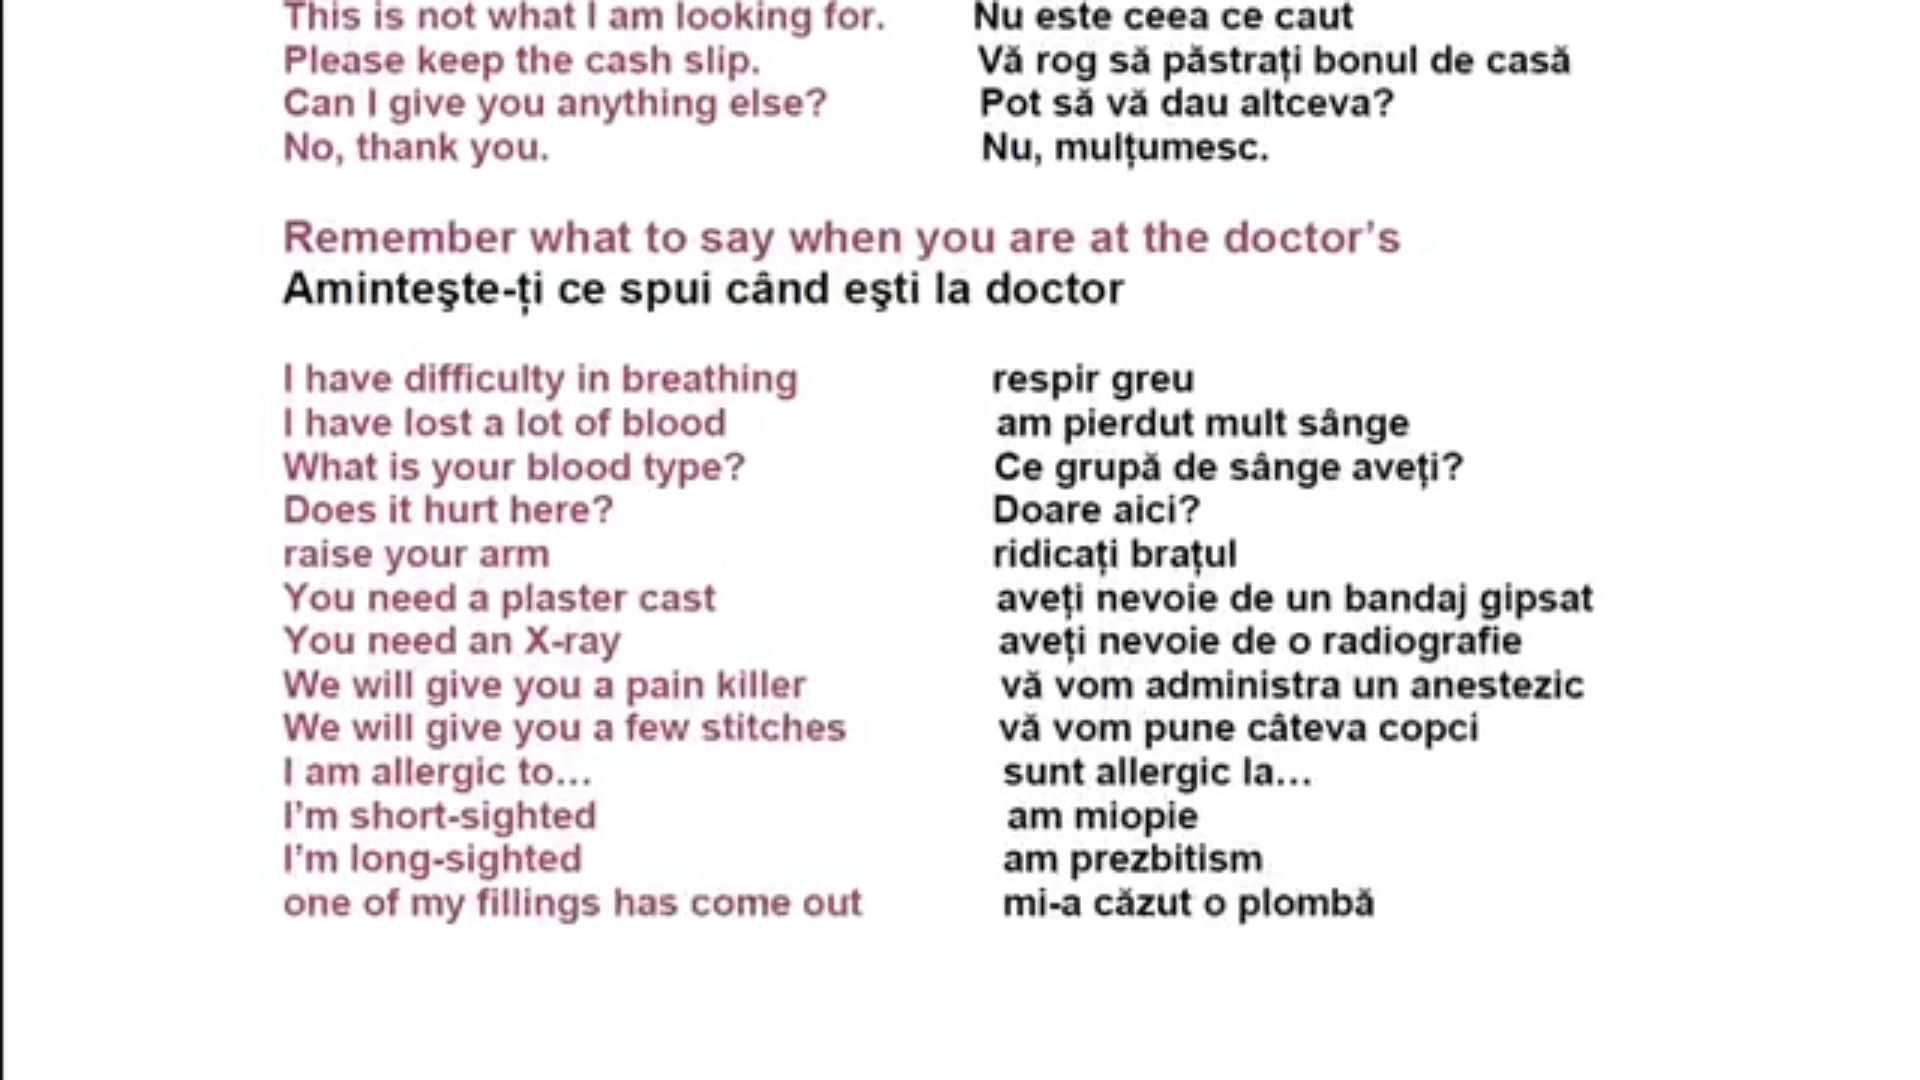 This is not what I am looking for. Nu este ceea ce caut
Please keep the cash slip. Vă rog să păstrați bonul de casă
Can I give you anything else? Pot să vă dau altceva?
No, thank you. Nu, mulțumesc.
Remember what to say when you are at the doctor’s
Aminteşte-ți ce spui când eşti la doctor
I have difficulty in breathing respir greu
I have lost a lot of blood am pierdut mult sânge
What is your blood type? Ce grupă de sânge aveți?
Does it hurt here? Doare aici?
raise your arm ridicați brațul
You need a plaster cast aveți nevoie de un bandaj gipsat
You need an X-ray aveți nevoie de o radiografie
We will give you a pain killer vă vom administra un anestezic
We will give you a few stitches vă vom pune câteva copci
I am allergic to… sunt allergic la…
I’m short-sighted am miopie
I’m long-sighted am prezbitism
one of my fillings has come out mi-a căzut o plombă